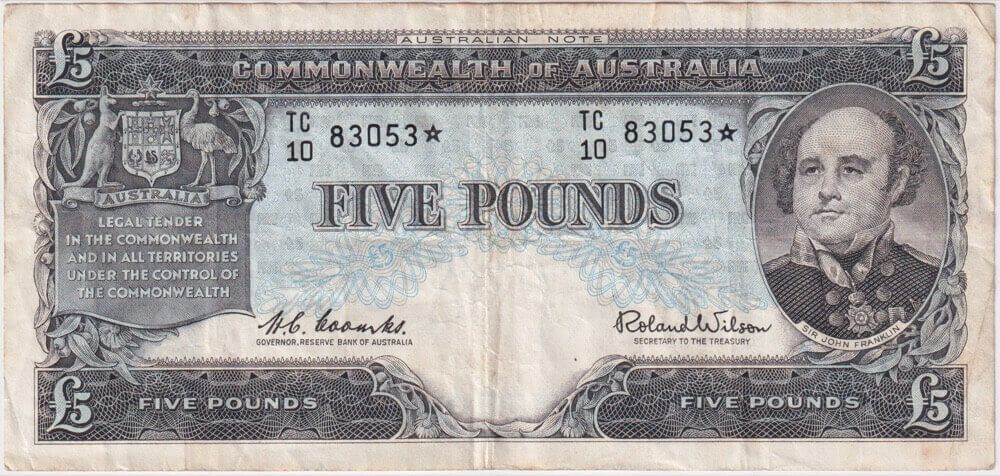 AUSTRALIAN NOTE
£5 COMMONWEALTH OF AUSTRALIA £5
TC
10 83053☆
TC
10 83053☆
FIVE POUNDS
£5
AUSTRALIA
LEGAL TENDER
IN THE COMMONWEALTH
AND IN ALL TERRITORIES
UNDER THE CONTROL OF
THE COMMONWEALTH
H.C. Coombs.
GOVERNOR, RESERVE BANK OF AUSTRALIA
Roland Wilson
SECRETARY TO THE TREASURY
SIR JOHN FRANKLIN
£5 FIVE POUNDS
FIVE POUNDS £5